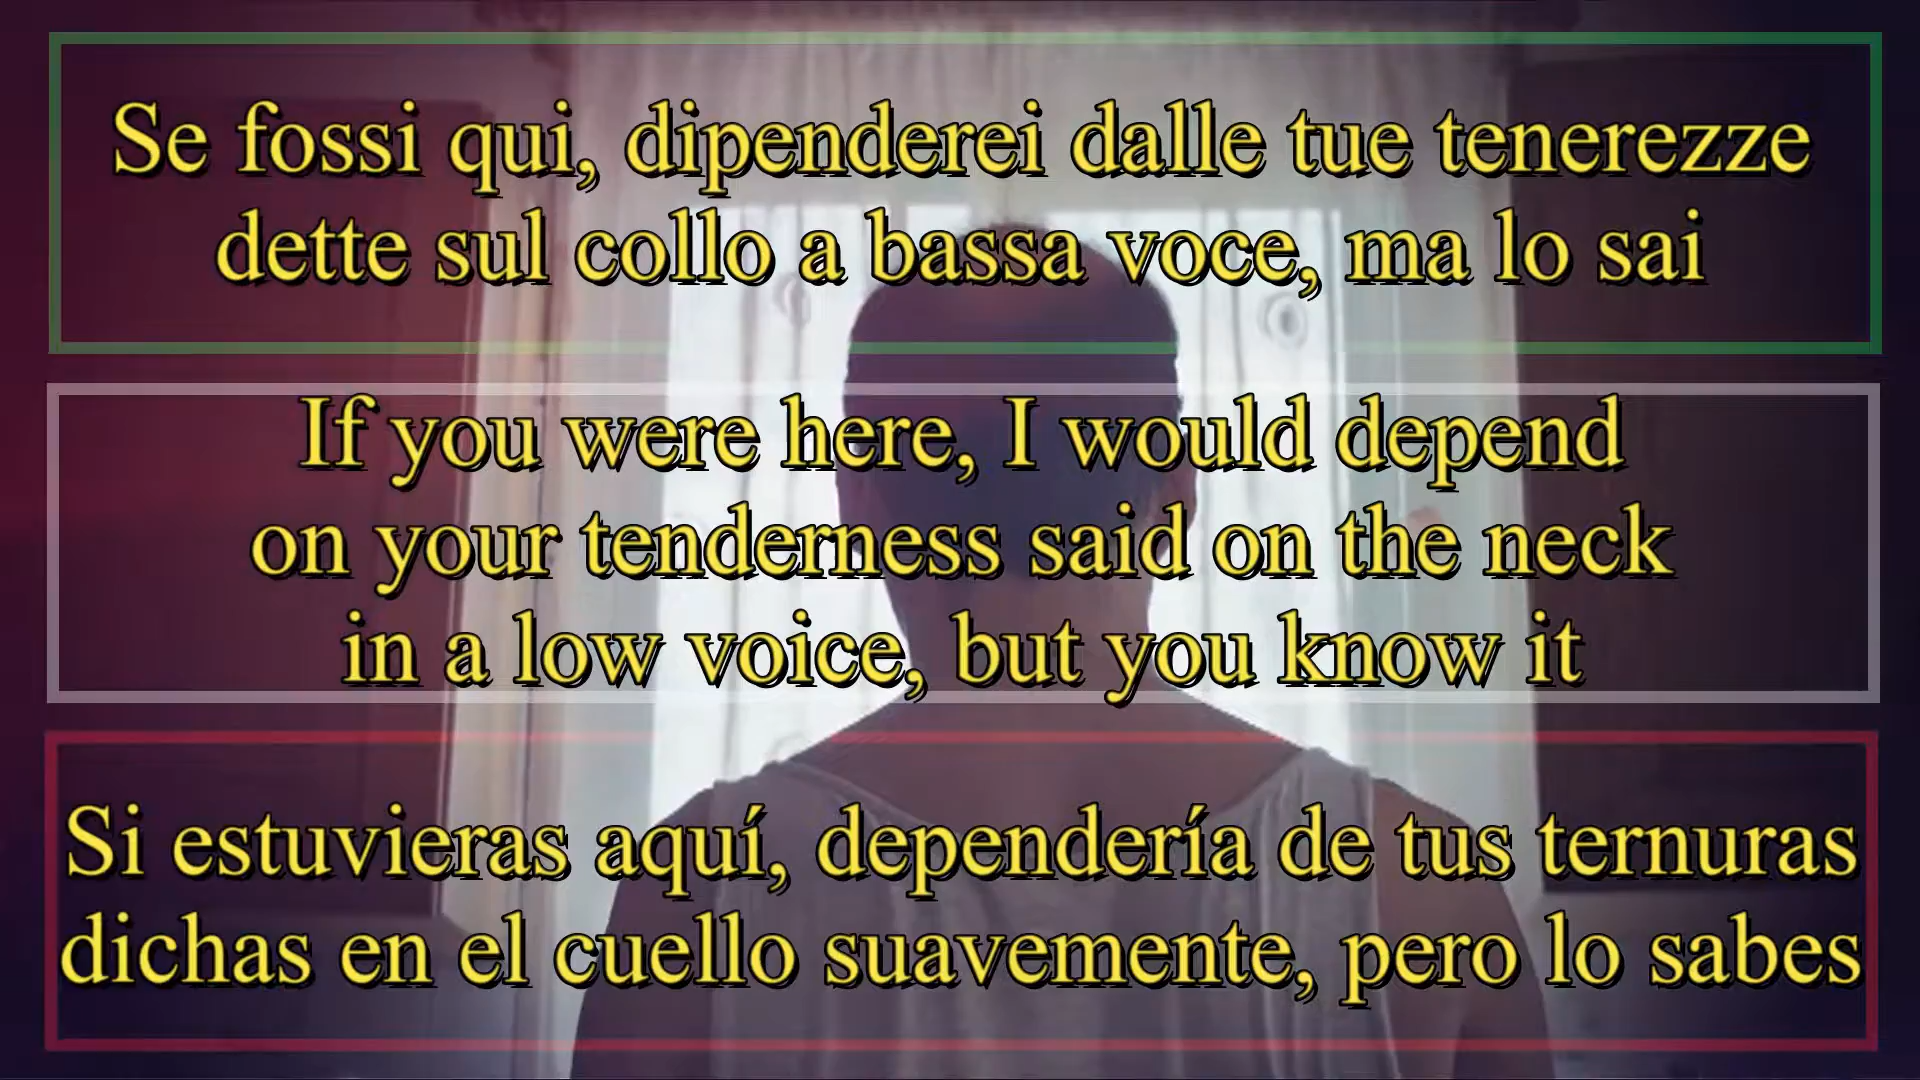 Se fossi qui, dipenderei dalle tue tenerezze
dette sul collo a bassa voce, ma lo sai
If you were here, I would depend
on your tenderness said on the neck
in a low voice, but you know it
Si estuvieras aquí, dependería de tus ternuras
dichas en el cuello suavemente, pero lo sabes